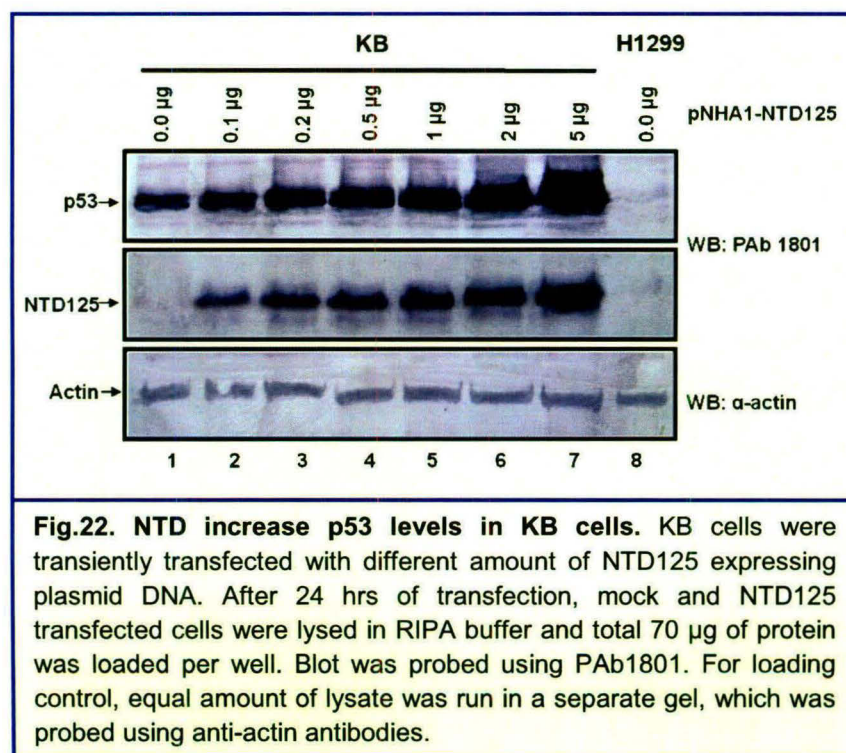 KB H1299
0.0 µg 0.1 µg 0.2 µg 0.5 µg 1 µg 2 µg 5 µg 0.0 µg pNHA1-NTD125
p53→
WB: PAb 1801
NTD125→
Actin→ WB: α-actin
1 2 3 4 5 6 7 8
Fig.22. NTD increase p53 levels in KB cells. KB cells were
transiently transfected with different amount of NTD125 expressing
plasmid DNA. After 24 hrs of transfection, mock and NTD125
transfected cells were lysed in RIPA buffer and total 70 µg of protein
was loaded per well. Blot was probed using PAb1801. For loading
control, equal amount of lysate was run in a separate gel, which was
probed using anti-actin antibodies.